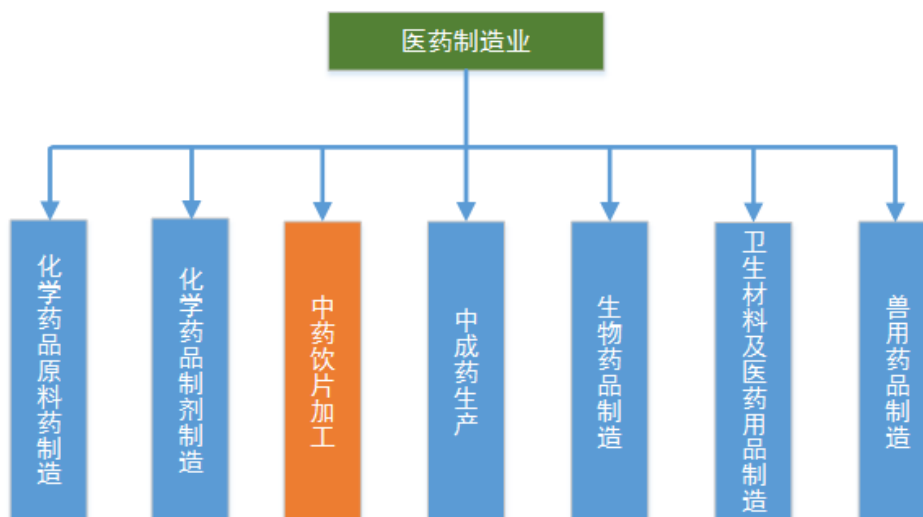 医药制造业
化学药品原料药制造
化学药品制剂制造
中药饮片加工
中成药生产
生物药品制造
卫生材料及医药用品制造
兽用药品制造